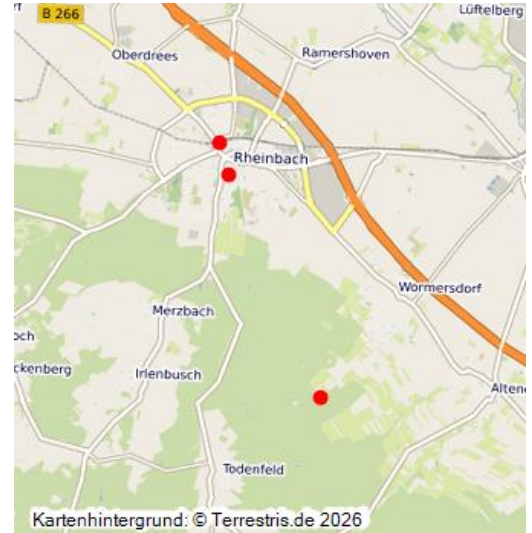 Lüftelberg
B 266
Oberdrees
Ramershoven
Rheinbach
Wormersdorf
Merzbach
Irlenbusch
Todenfeld
Kartenhintergrund: © Terrestris.de 2026